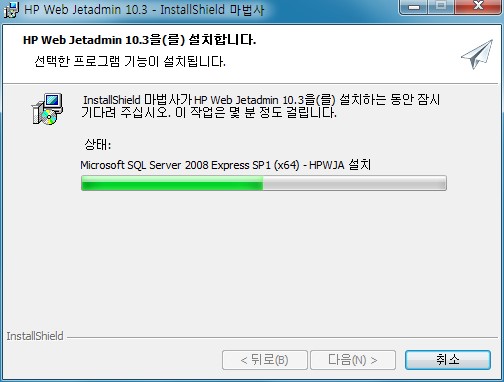 HP Web Jetadmin 10.3 - InstallShield 마법사
HP Web Jetadmin 10.3을(를) 설치합니다.
선택한 프로그램 기능이 설치됩니다.
InstallShield 마법사가 HP Web Jetadmin 10.3을(를) 설치하는 동안 잠시
기다려 주십시오. 이 작업은 몇 분 정도 걸립니다.
상태:
Microsoft SQL Server 2008 Express SP1 (x64) - HPWJA 설치
InstallShield
< 뒤로(B) 다음(N) > 취소